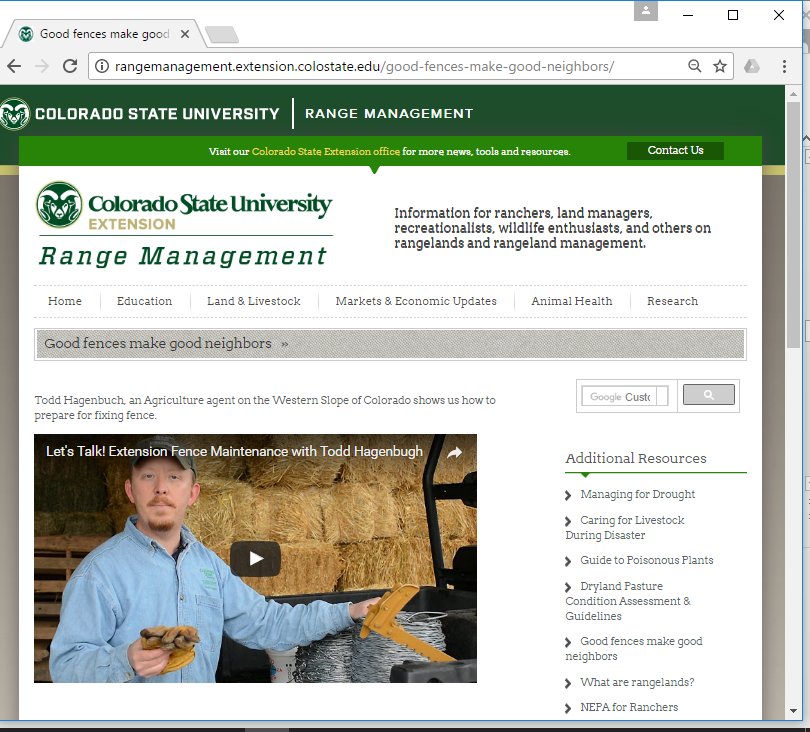 Good fences make good
rangemanagement.extension.colostate.edu/good-fences-make-good-neighbors/
COLORADO STATE UNIVERSITY RANGE MANAGEMENT
Visit our Colorado State Extension office for more news, tools and resources.
Contact Us
Colorado State University
EXTENSION
Range Management
Information for ranchers, land managers,
recreationalists, wildlife enthusiasts, and others on
rangelands and rangeland management.
Home Education Land & Livestock Markets & Economic Updates Animal Health Research
Good fences make good neighbors »
Todd Hagenbuch, an Agriculture agent on the Western Slope of Colorado shows us how to
prepare for fixing fence.
Let's Talk! Extension Fence Maintenance with Todd Hagenbugh
Google Custo
Additional Resources
Managing for Drought
Caring for Livestock
During Disaster
Guide to Poisonous Plants
Dryland Pasture
Condition Assessment &
Guidelines
Good fences make good
neighbors
What are rangelands?
NEPA for Ranchers